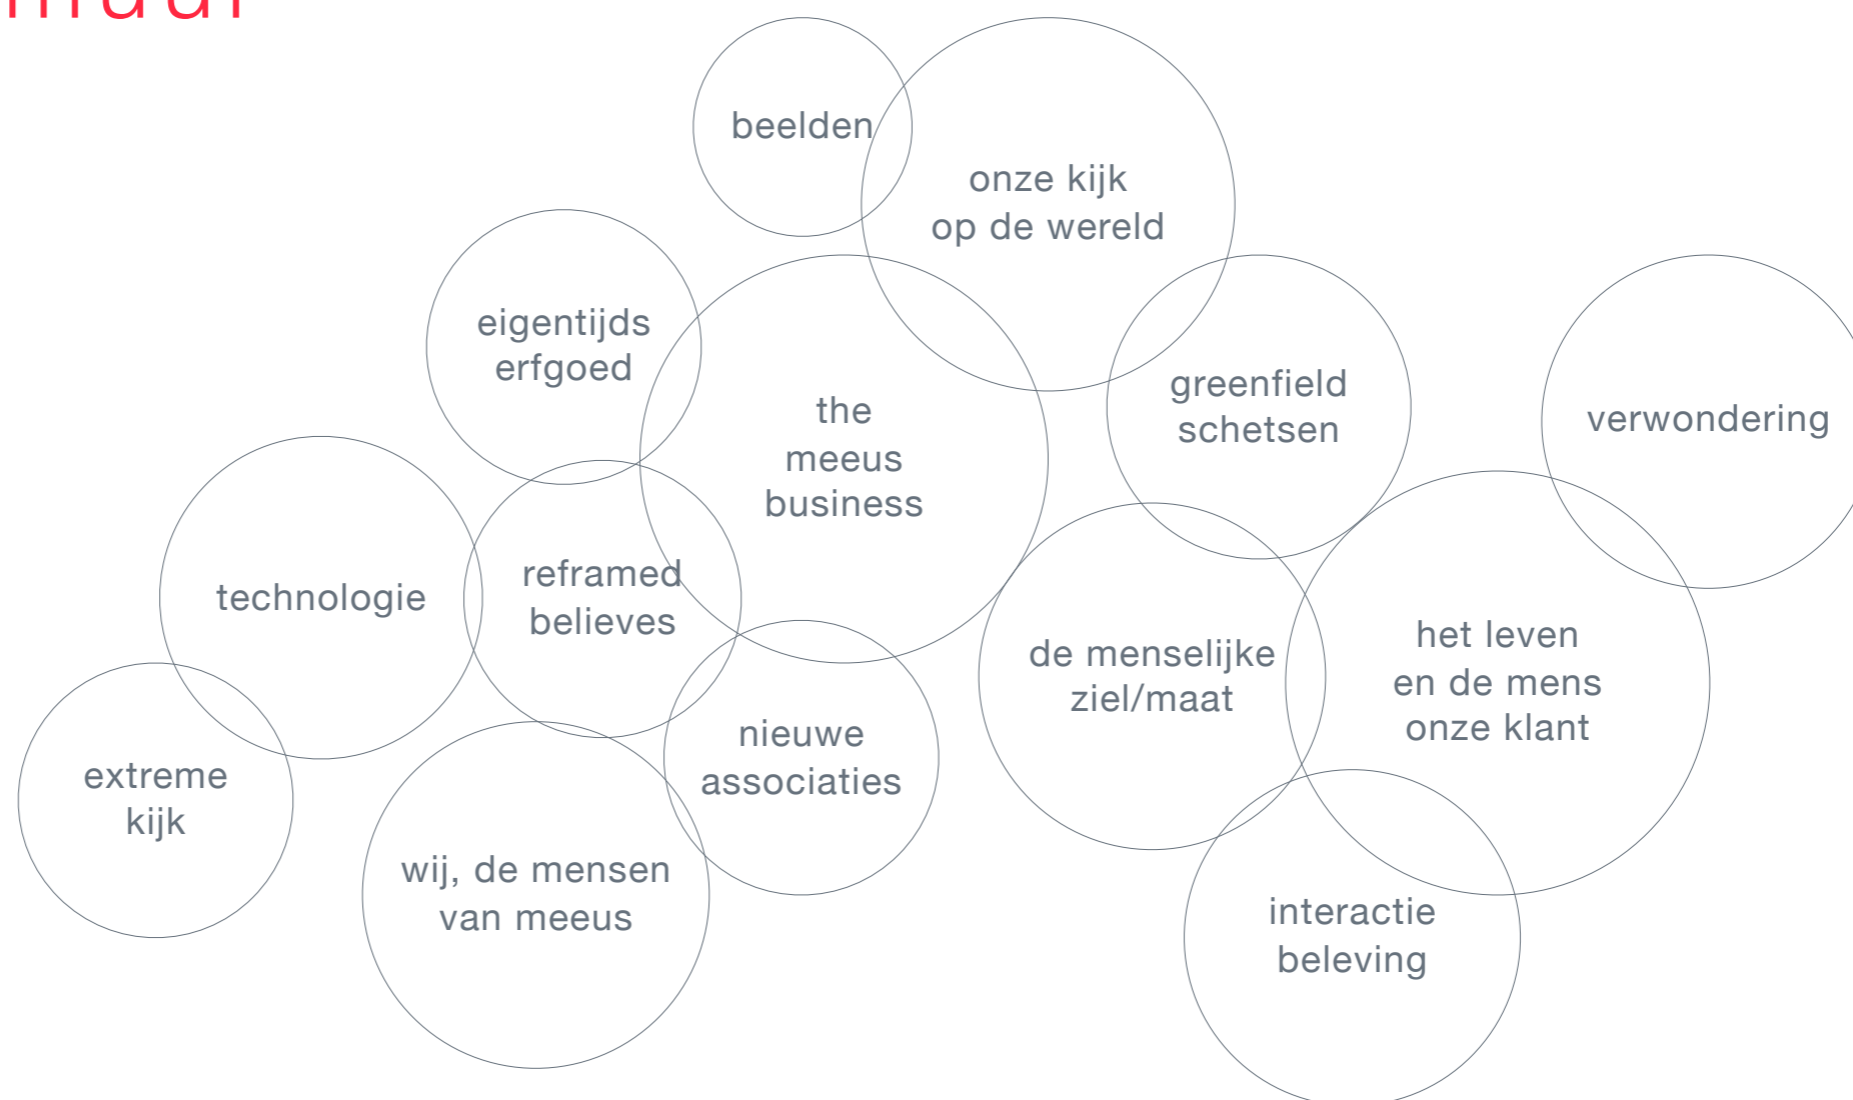 muur
beelden
onze kijk
op de wereld
eigentijds
erfgoed
the
meeus
business
greenfield
schetsen
verwondering
technologie
reframed
believes
de menselijke
ziel/maat
het leven
en de mens
onze klant
extreme
kijk
nieuwe
associaties
wij, de mensen
van meeus
interactie
beleving